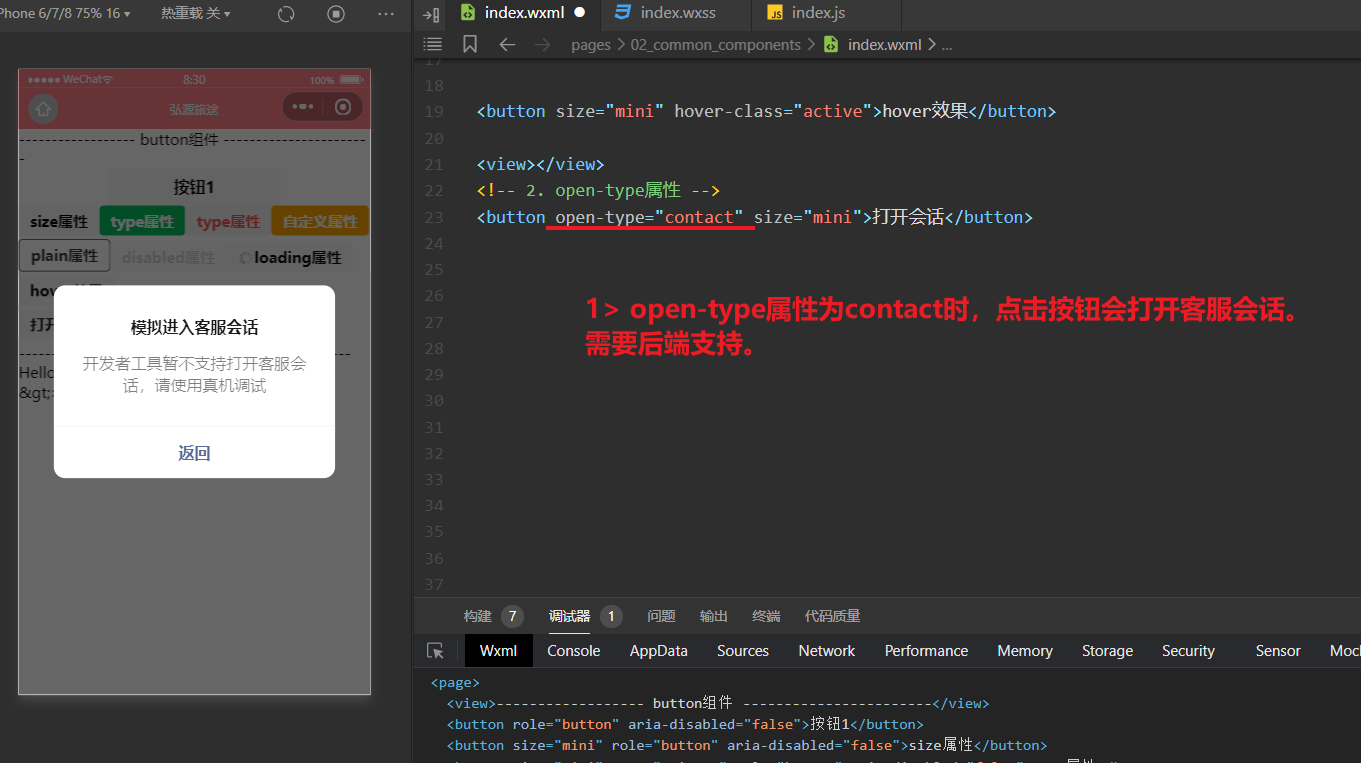 Phone 6/7/8 75% 16
热重载 关
index.wxml
index.wxss
index.js
pages
02_common_components
index.wxml
...
WeChat
8:30
100%
弘源旅途
------------------ button组件 -----------------------
按钮1
size属性
type属性
type属性
自定义属性
plain属性
disabled属性
loading属性
模拟进入客服会话
开发者工具暂不支持打开客服会
话，请使用真机调试
返回
Hello
&gt;
17
18
19 <button size="mini" hover-class="active">hover效果</button>
20
21 <view></view>
22 <!-- 2. open-type属性 -->
23 <button open-type="contact" size="mini">打开会话</button>
24
25
26
27
28
29
30
31
32
33
34
35
36
37
1> open-type属性为contact时，点击按钮会打开客服会话。
需要后端支持。
构建 7 调试器 1 问题 输出 终端 代码质量
Wxml Console AppData Sources Network Performance Memory Storage Security Sensor Mock
<page>
<view>------------------ button组件 -----------------------</view>
<button role="button" aria-disabled="false">按钮1</button>
<button size="mini" role="button" aria-disabled="false">size属性</button>